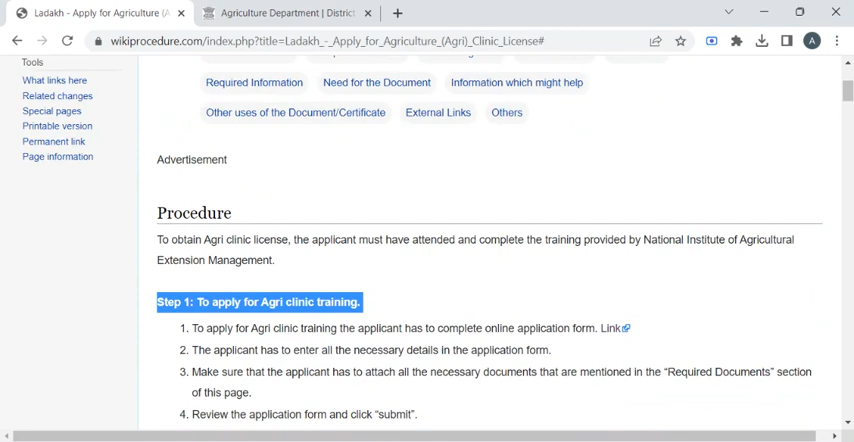 Ladakh - Apply for Agriculture (A
Agriculture Department | District
wikiprocedure.com/index.php?title=Ladakh_-_Apply_for_Agriculture_(Agri)_Clinic_License#
A
Tools
What links here
Related changes
Special pages
Printable version
Permanent link
Page information
Required Information Need for the Document Information which might help
Other uses of the Document/Certificate External Links Others
Advertisement
Procedure
To obtain Agri clinic license, the applicant must have attended and complete the training provided by National Institute of Agricultural
Extension Management.
Step 1: To apply for Agri clinic training.
1. To apply for Agri clinic training the applicant has to complete online application form. Link
2. The applicant has to enter all the necessary details in the application form.
3. Make sure that the applicant has to attach all the necessary documents that are mentioned in the “Required Documents” section
of this page.
4. Review the application form and click “submit”.